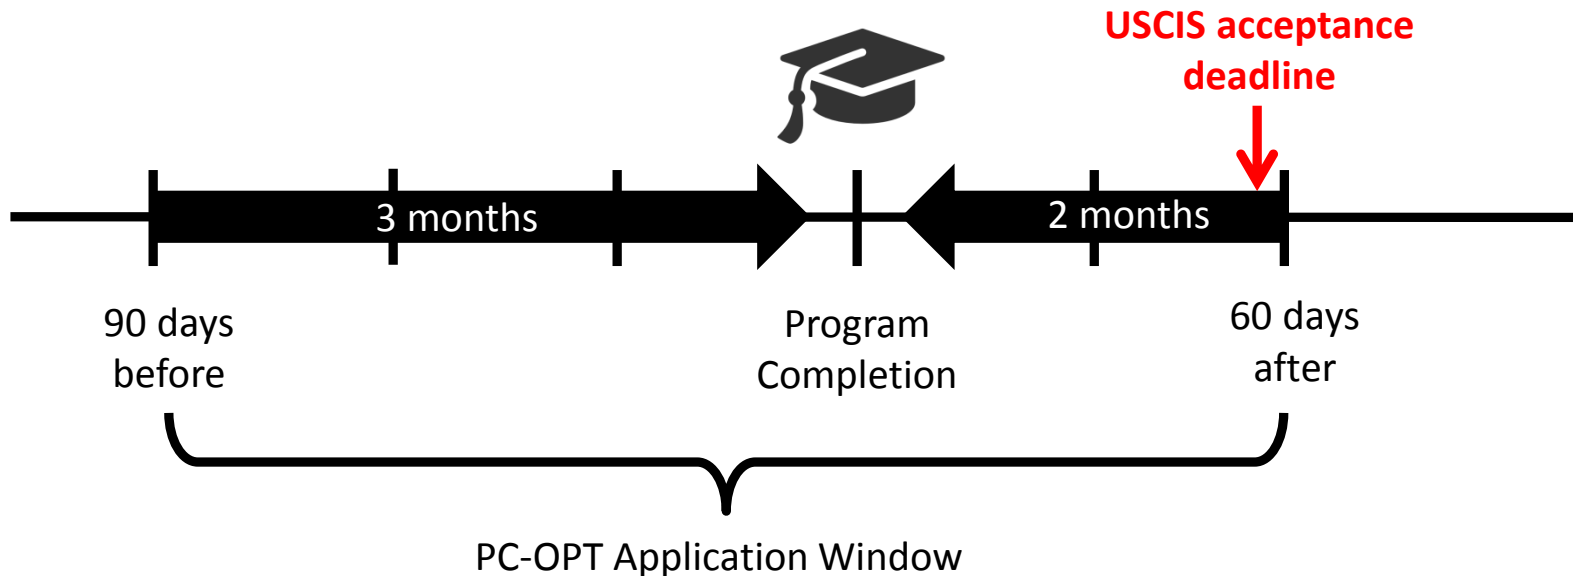 USCIS acceptance
deadline
3 months
2 months
90 days
before
Program
Completion
60 days
after
PC-OPT Application Window